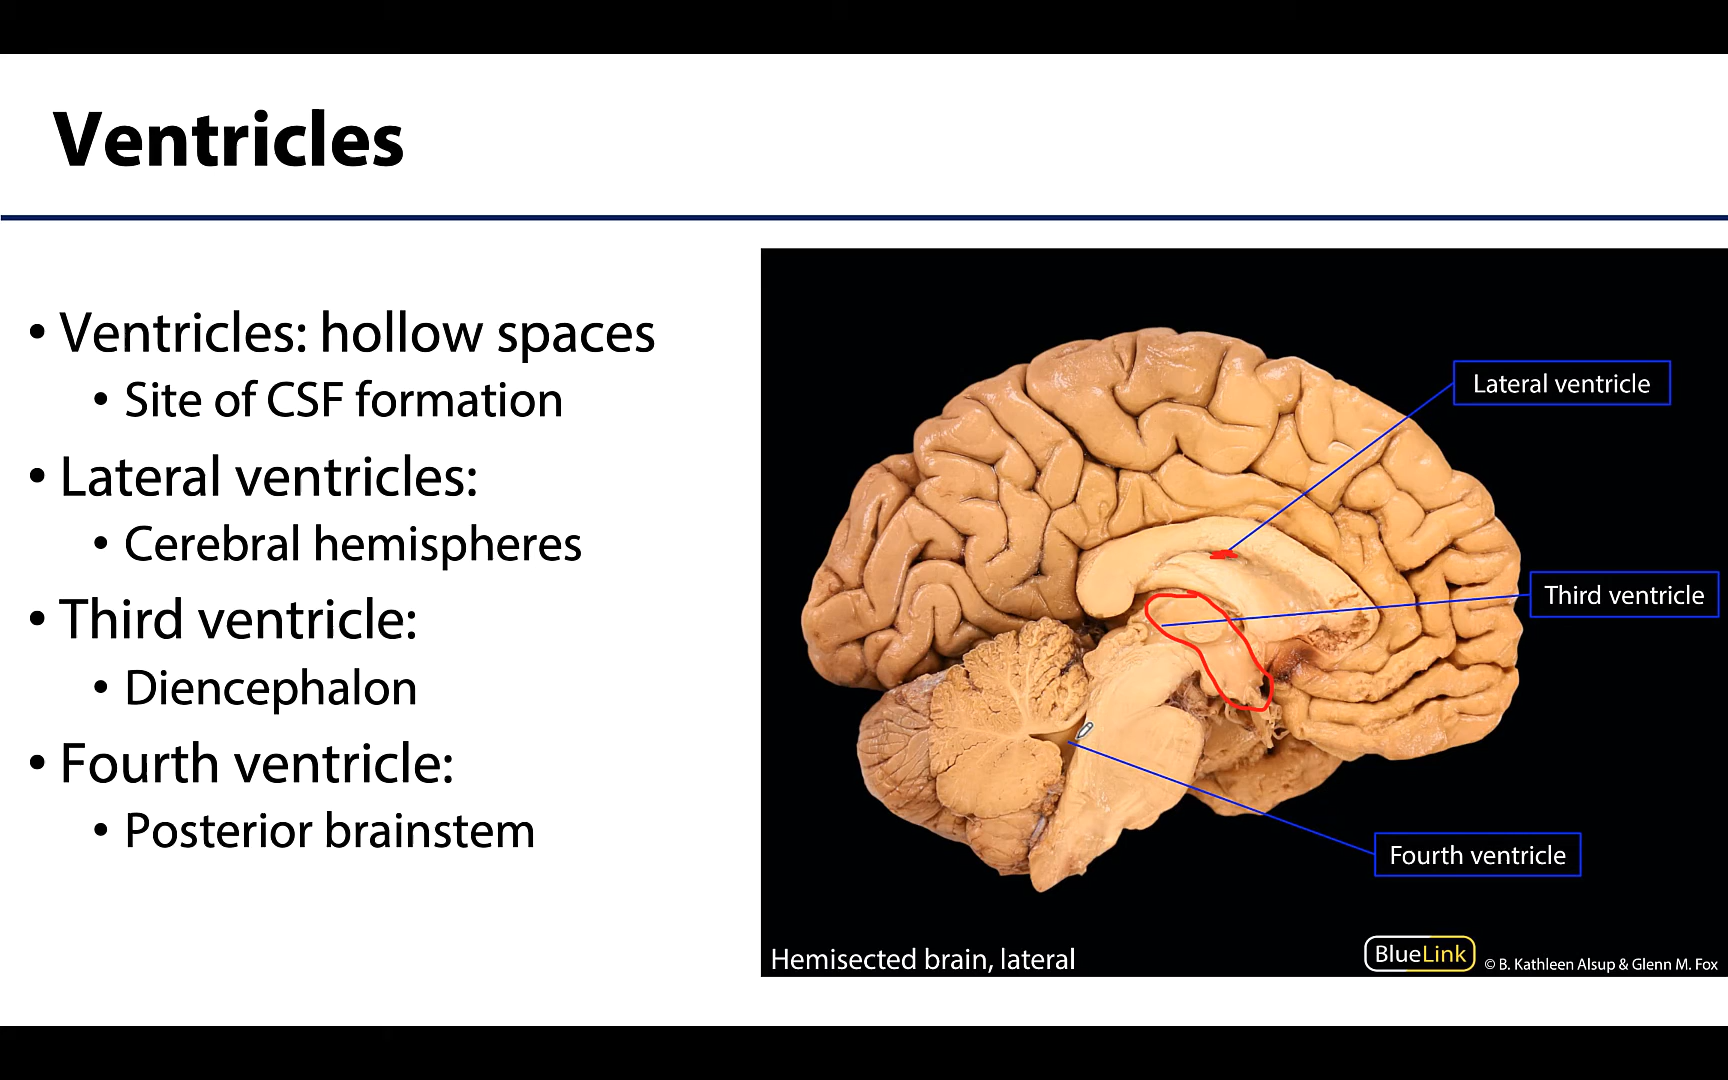 Ventricles
• Ventricles: hollow spaces
• Site of CSF formation
• Lateral ventricles:
• Cerebral hemispheres
• Third ventricle:
• Diencephalon
• Fourth ventricle:
• Posterior brainstem
Lateral ventricle
Third ventricle
Fourth ventricle
Hemisected brain, lateral
BlueLink
© B. Kathleen Alsup & Glenn M. Fox